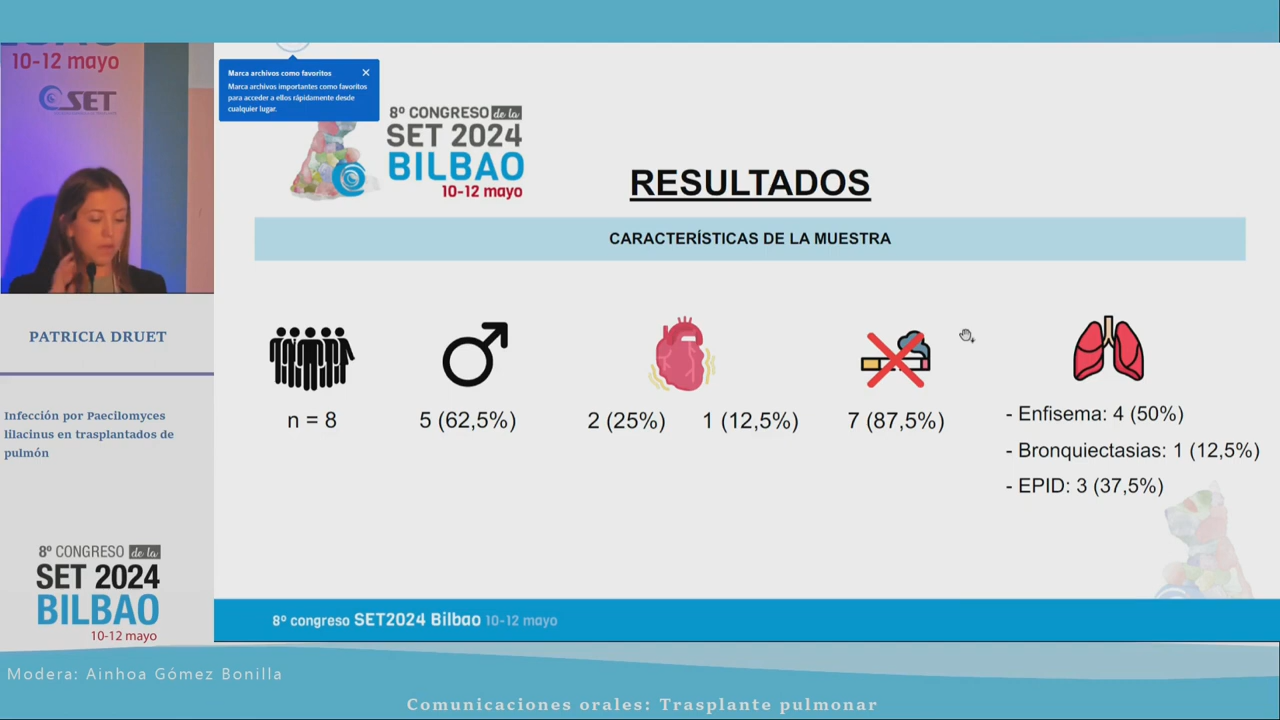 10-12 mayo
SET
Marca archivos como favoritos
Marca archivos importantes como favoritos
para acceder a ellos rápidamente desde
cualquier lugar.
8º CONGRESO de la
SET 2024
BILBAO
10-12 mayo
RESULTADOS
CARACTERÍSTICAS DE LA MUESTRA
n = 8
5 (62,5%)
2 (25%)
1 (12,5%)
7 (87,5%)
- Enfisema: 4 (50%)
- Bronquiectasias: 1 (12,5%)
- EPID: 3 (37,5%)
8º congreso SET2024 Bilbao 10-12 mayo
PATRICIA DRUET
Infección por Paecilomyces
lilacinus en trasplantados de
pulmón
8º CONGRESO de la
SET 2024
BILBAO
10-12 mayo
Modera: Ainhoa Gómez Bonilla
Comunicaciones orales: Trasplante pulmonar